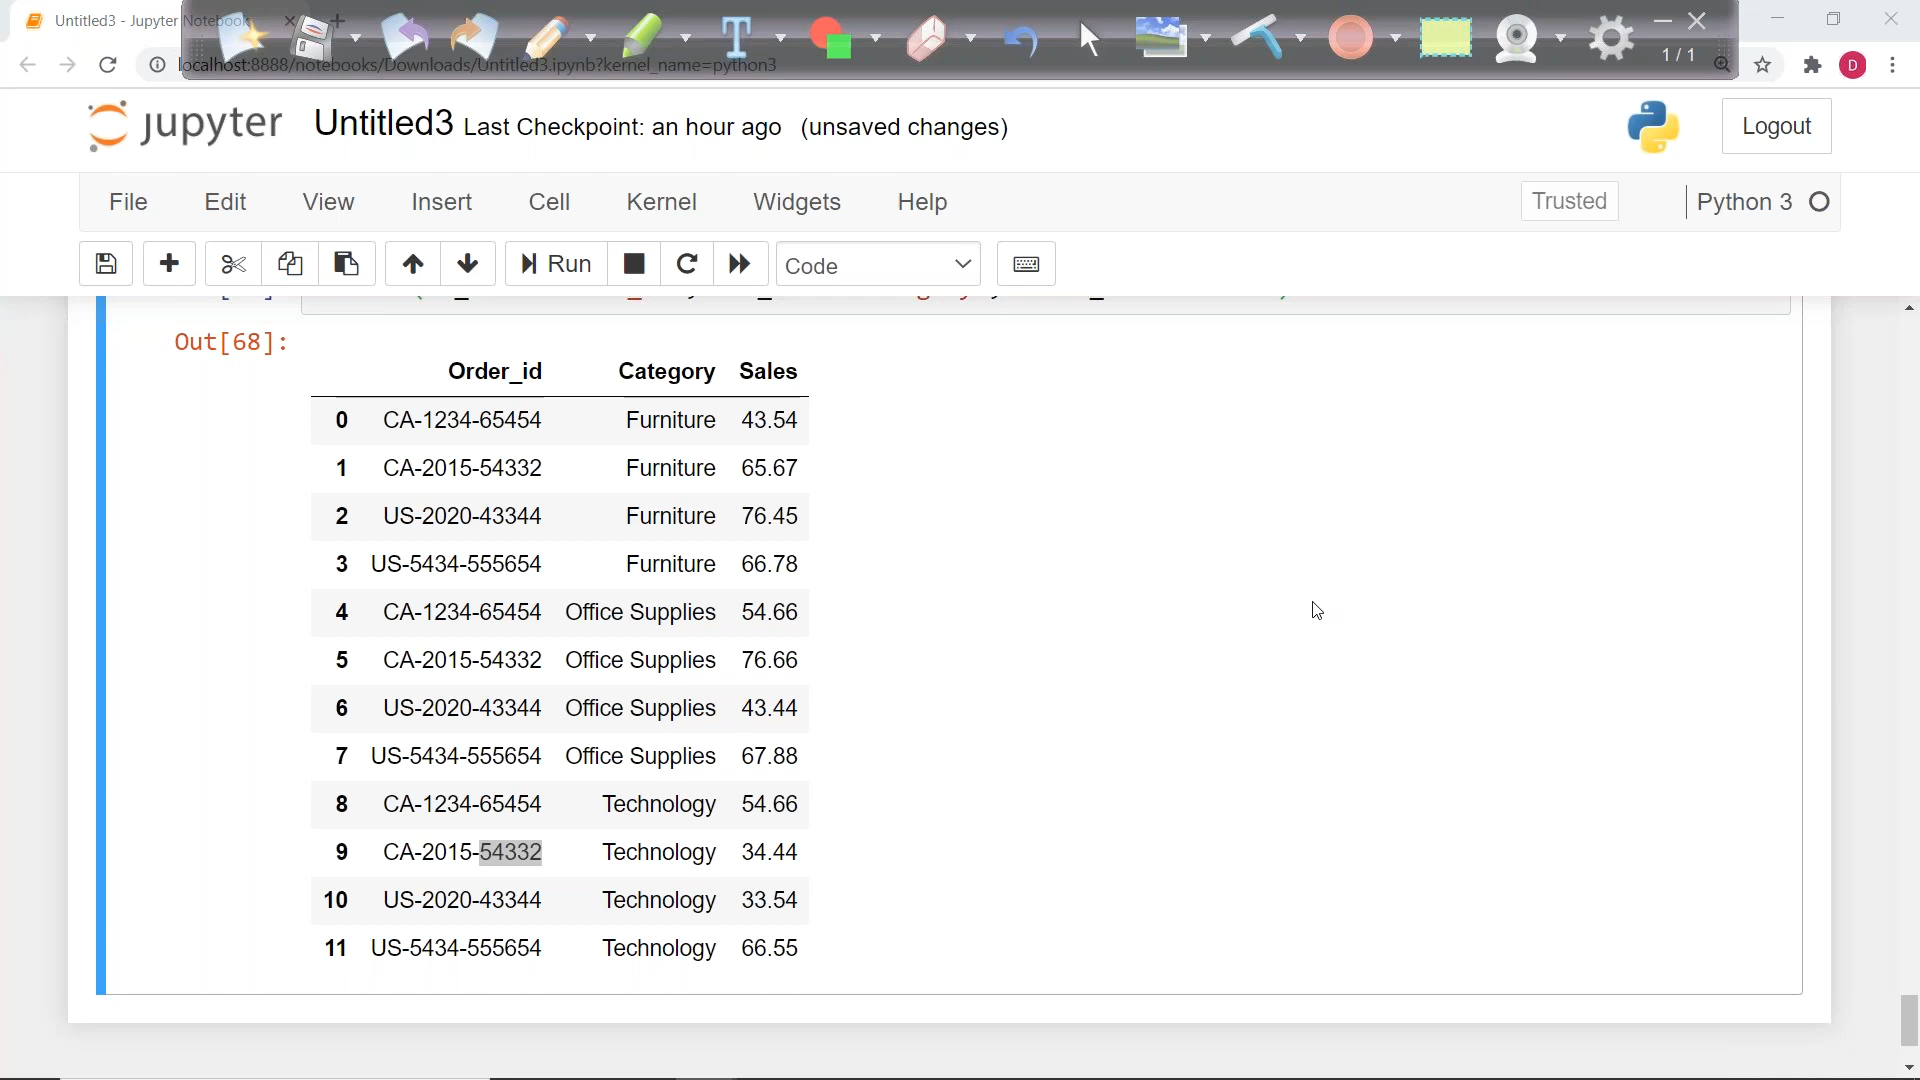 Untitled3 - Jupyter Notebook
1 / 1
localhost:8888/notebooks/Downloads/Untitled3.ipynb?kernel_name=python3
D
jupyter Untitled3 Last Checkpoint: an hour ago (unsaved changes)
Logout
File Edit View Insert Cell Kernel Widgets Help
Trusted
Python 3
Run
Code
Out[68]:
Order_id Category Sales
0 CA-1234-65454 Furniture 43.54
1 CA-2015-54332 Furniture 65.67
2 US-2020-43344 Furniture 76.45
3 US-5434-555654 Furniture 66.78
4 CA-1234-65454 Office Supplies 54.66
5 CA-2015-54332 Office Supplies 76.66
6 US-2020-43344 Office Supplies 43.44
7 US-5434-555654 Office Supplies 67.88
8 CA-1234-65454 Technology 54.66
9 CA-2015-54332 Technology 34.44
10 US-2020-43344 Technology 33.54
11 US-5434-555654 Technology 66.55